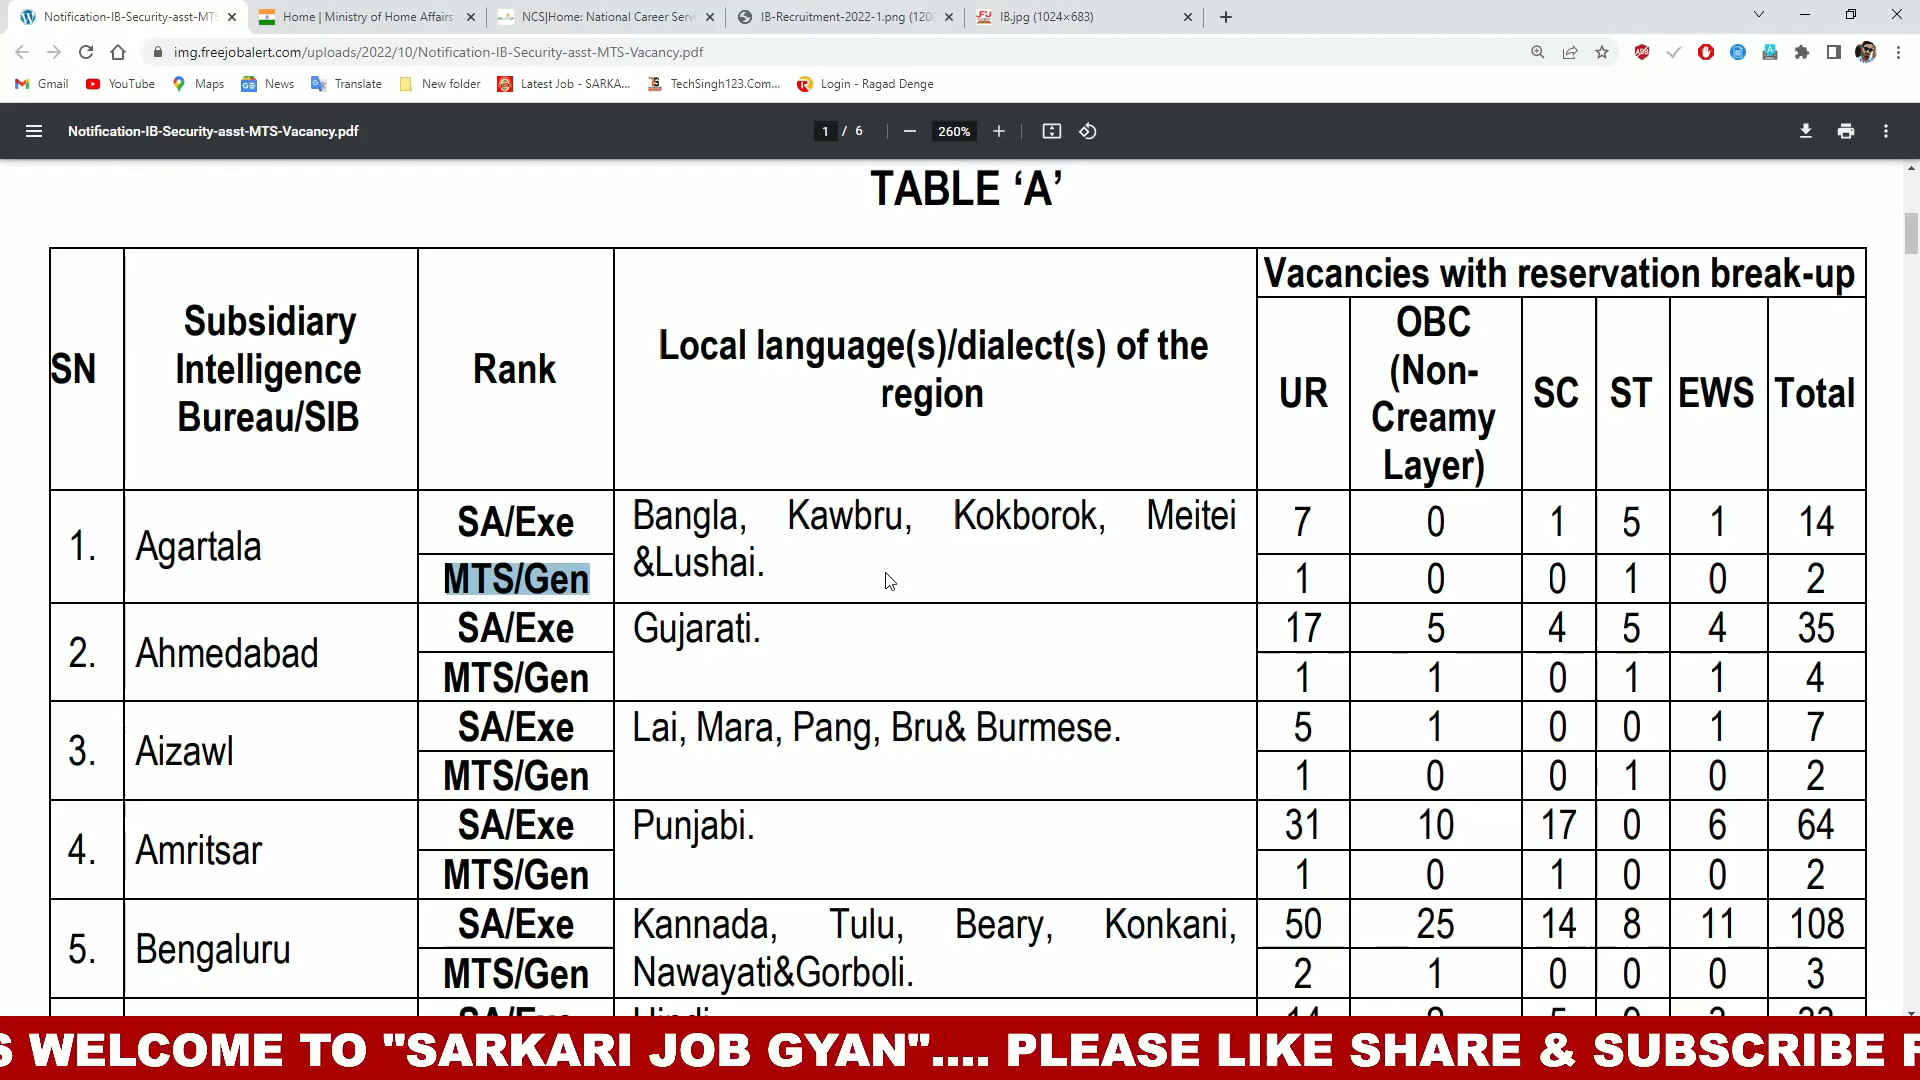 Notification-IB-Security-asst-MTS
Home | Ministry of Home Affairs
NCS|Home: National Career Serv
IB-Recruitment-2022-1.png (120
IB.jpg (1024×683)
img.freejobalert.com/uploads/2022/10/Notification-IB-Security-asst-MTS-Vacancy.pdf
Gmail YouTube Maps News Translate New folder Latest Job - SARKA... TechSingh123.Com... Login - Ragad Denge
Notification-IB-Security-asst-MTS-Vacancy.pdf 1 / 6 260%
TABLE ‘A’
SN
Subsidiary
Intelligence
Bureau/SIB
Rank
Local language(s)/dialect(s) of the
region
Vacancies with reservation break-up
UR
OBC
(Non-
Creamy
Layer)
SC ST EWS Total
1. Agartala
SA/Exe Bangla, Kawbru, Kokborok, Meitei 7 0 1 5 1 14
&Lushai.
MTS/Gen 1 0 0 1 0 2
2. Ahmedabad
SA/Exe Gujarati. 17 5 4 5 4 35
MTS/Gen 1 1 0 1 1 4
3. Aizawl
SA/Exe Lai, Mara, Pang, Bru& Burmese. 5 1 0 0 1 7
MTS/Gen 1 0 0 1 0 2
4. Amritsar
SA/Exe Punjabi. 31 10 17 0 6 64
MTS/Gen 1 0 1 0 0 2
5. Bengaluru
SA/Exe Kannada, Tulu, Beary, Konkani, 50 25 14 8 11 108
MTS/Gen Nawayati&Gorboli. 2 1 0 0 0 3
SA/Exe Hindi
S WELCOME TO "SARKARI JOB GYAN".... PLEASE LIKE SHARE & SUBSCRIBE F